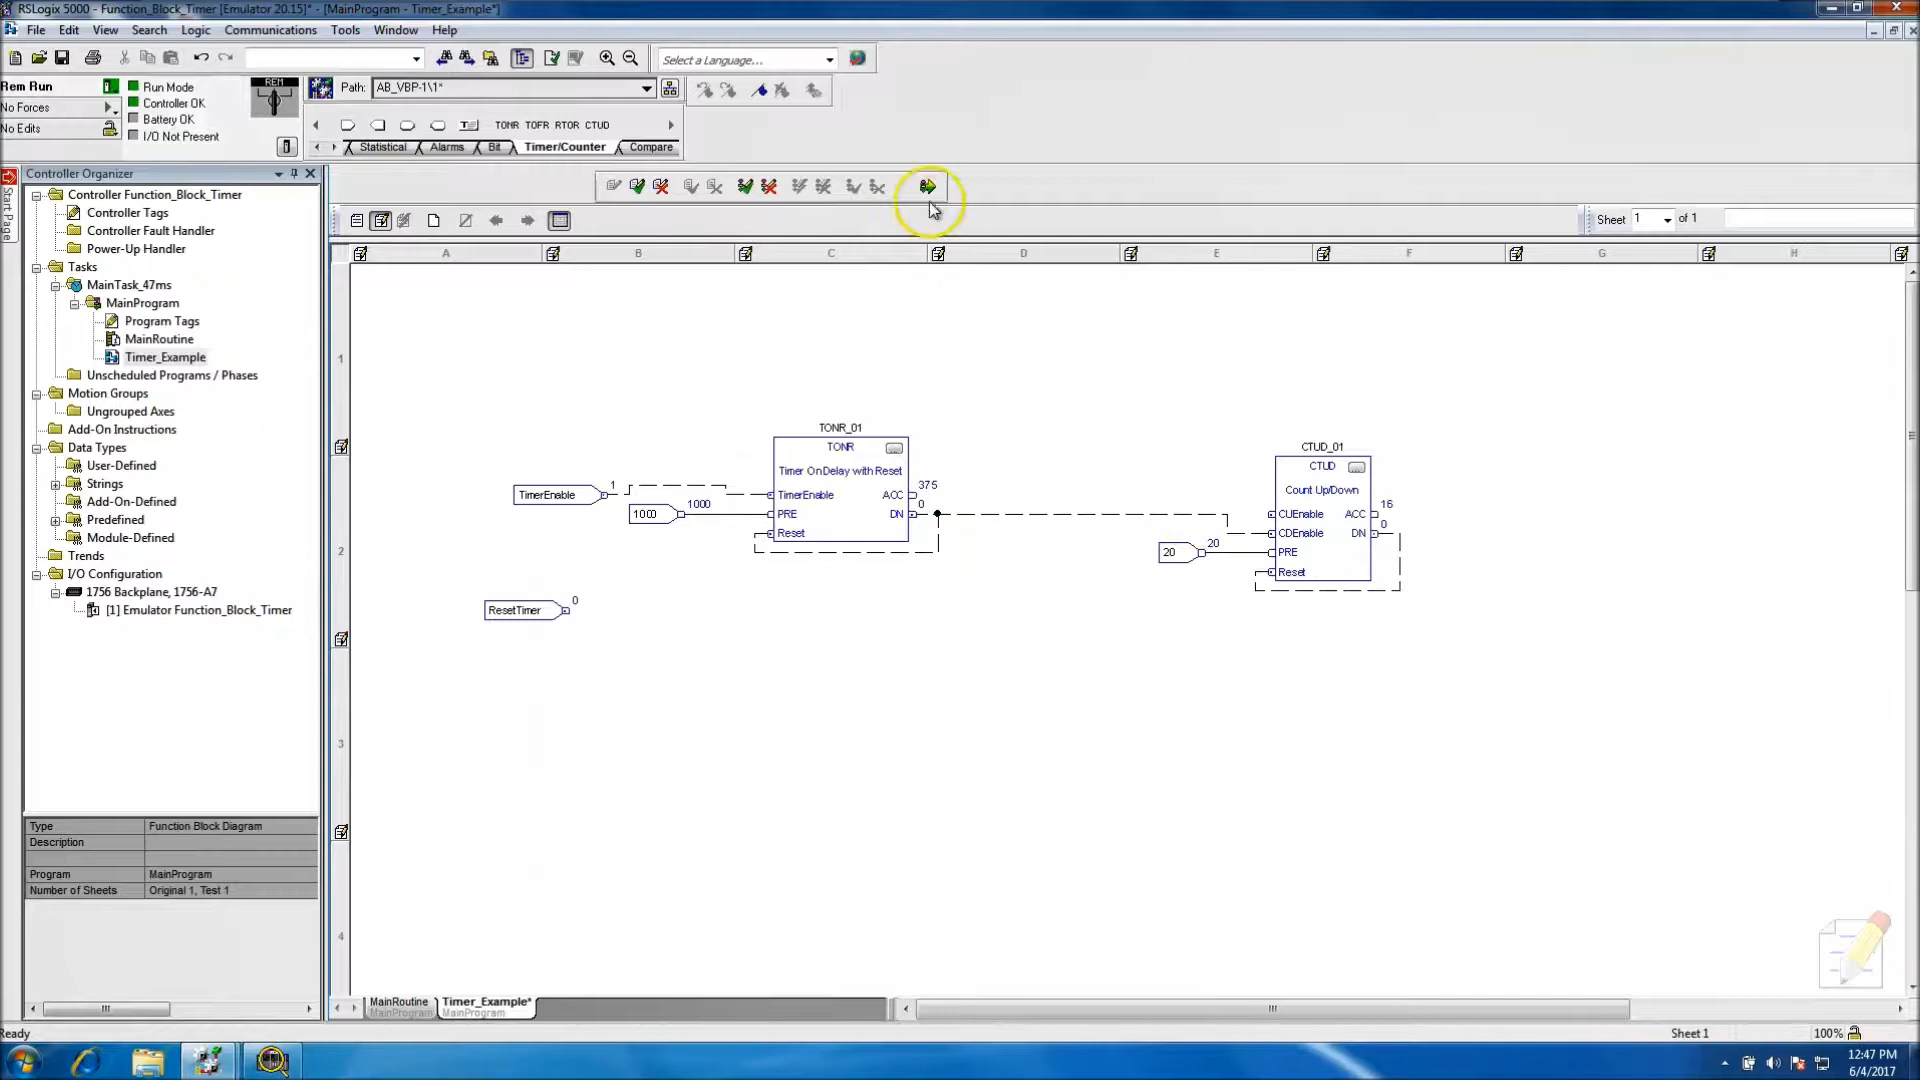 RSLogix 5000 - Function_Block_Timer [Emulator 20.15]* - [MainProgram - Timer_Example*]
File Edit View Search Logic Communications Tools Window Help
Select a Language...
Rem Run
No Forces
No Edits
Run Mode
Controller OK
Battery OK
I/O Not Present
REM
Path: AB_VBP-1\1*
TONR TOFR RTOR CTUD
Statistical Alarms Bit Timer/Counter Compare
Start Page
Controller Organizer
Controller Function_Block_Timer
Controller Tags
Controller Fault Handler
Power-Up Handler
Tasks
MainTask_47ms
MainProgram
Program Tags
MainRoutine
Timer_Example
Unscheduled Programs / Phases
Motion Groups
Ungrouped Axes
Add-On Instructions
Data Types
User-Defined
Strings
Add-On-Defined
Predefined
Module-Defined
Trends
I/O Configuration
1756 Backplane, 1756-A7
[1] Emulator Function_Block_Timer
Type Function Block Diagram
Description
Program MainProgram
Number of Sheets Original 1, Test 1
Sheet 1 of 1
A B C D E F G H
1
2
3
4
TONR_01
TONR
Timer OnDelay with Reset
TimerEnable 1 TimerEnable ACC 375
1000 1000 PRE DN 0
Reset
ResetTimer 0
CTUD_01
CTUD
Count Up/Down
CUEnable ACC 16
CDEnable DN 0
20 20 PRE
Reset
MainRoutine Timer_Example*
MainProgram MainProgram
Ready
Sheet 1 100%
12:47 PM
6/4/2017